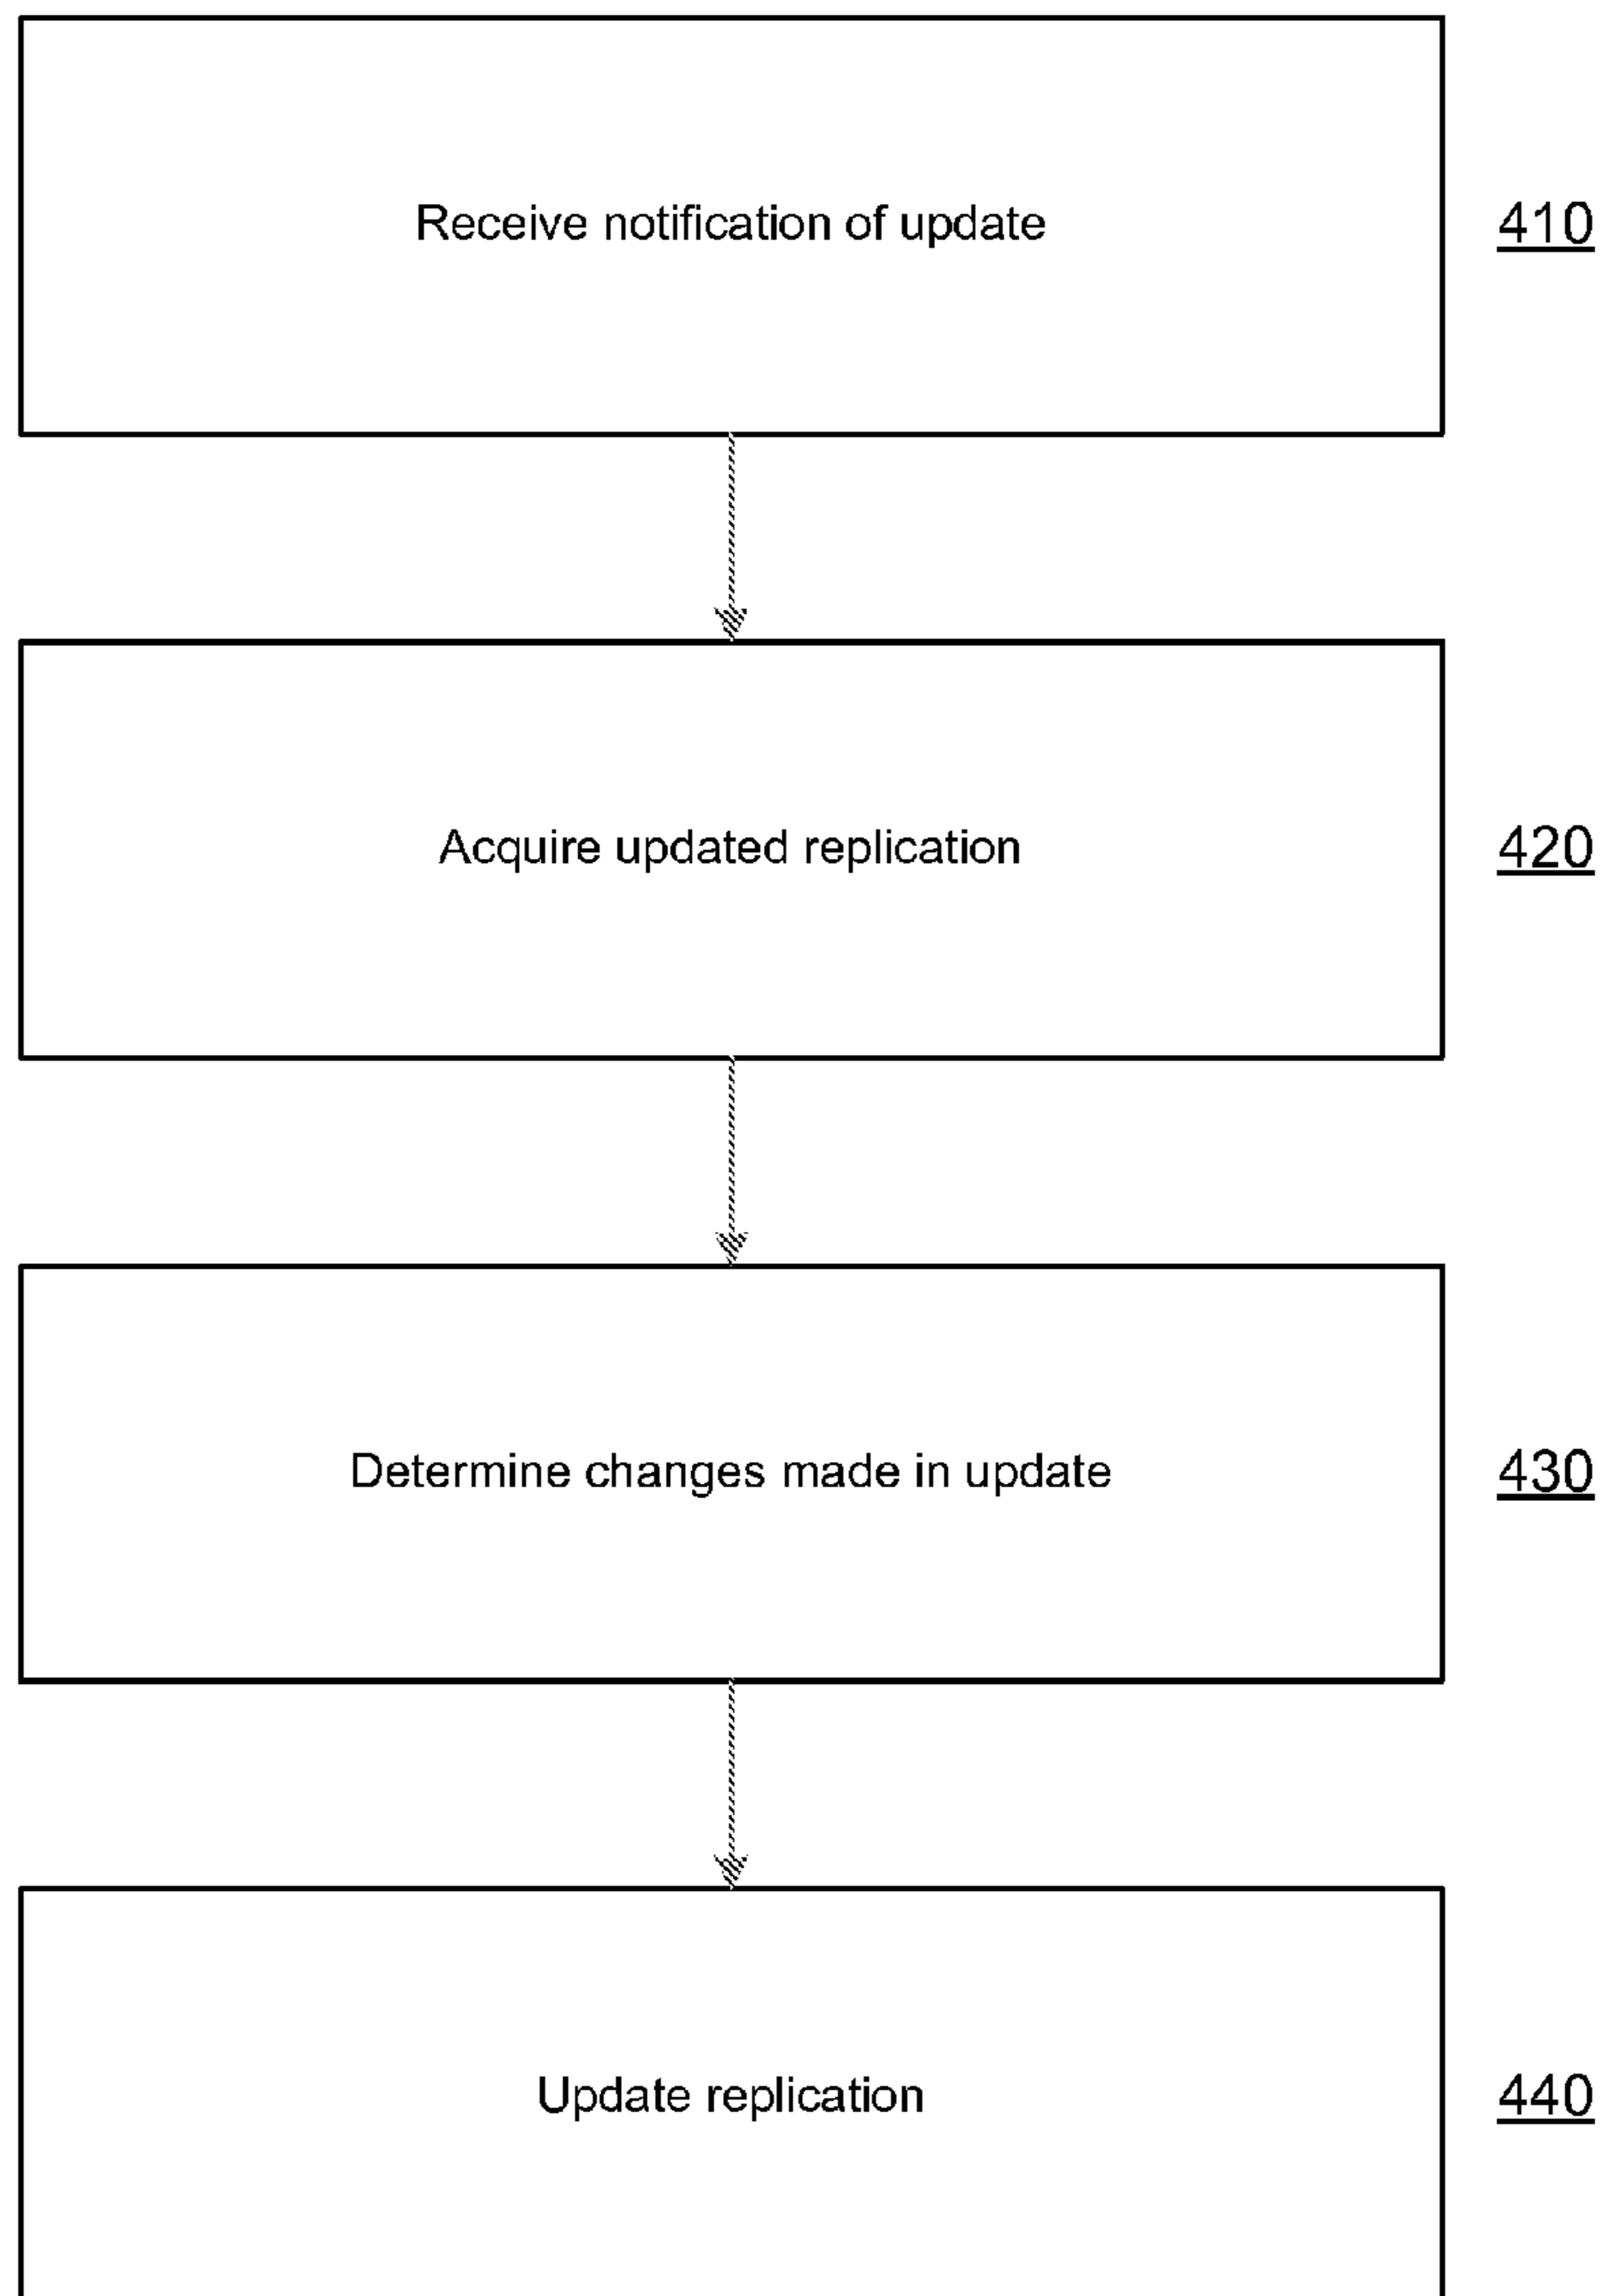 Receive notification of update 410
Acquire updated replication 420
Determine changes made in update 430
Update replication 440